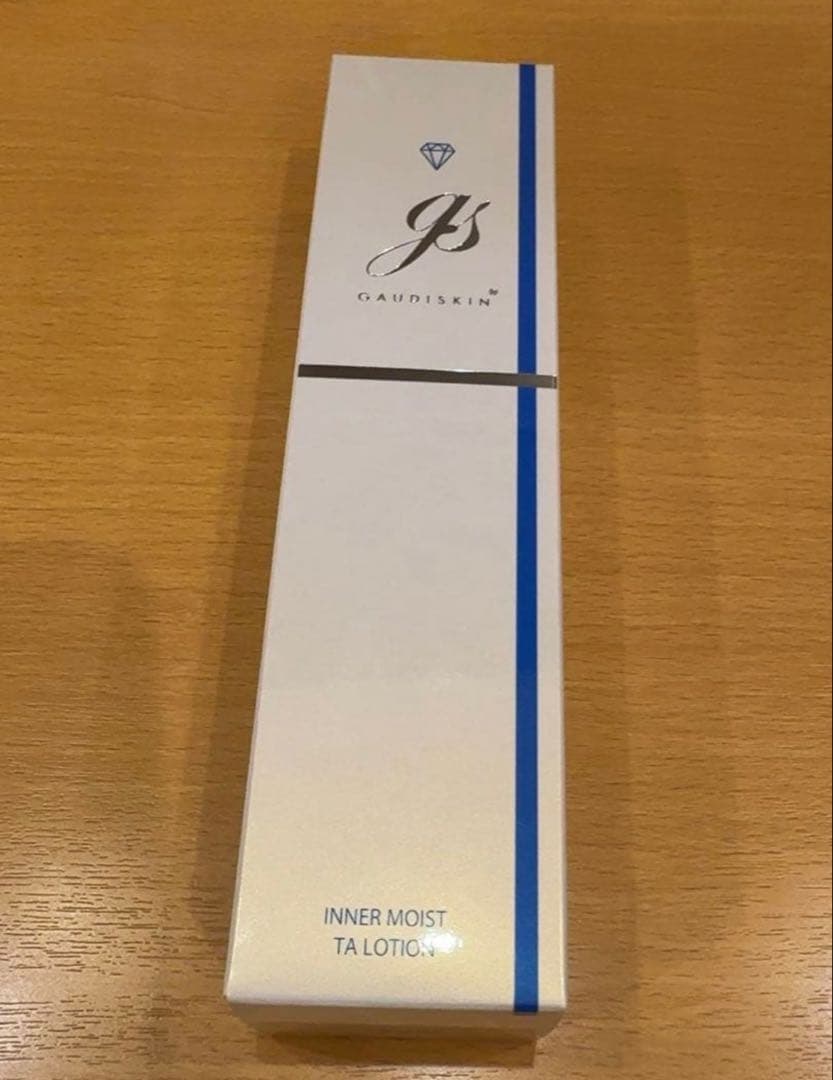 gs
GAUDISKIN
INNER MOIST
TA LOTION